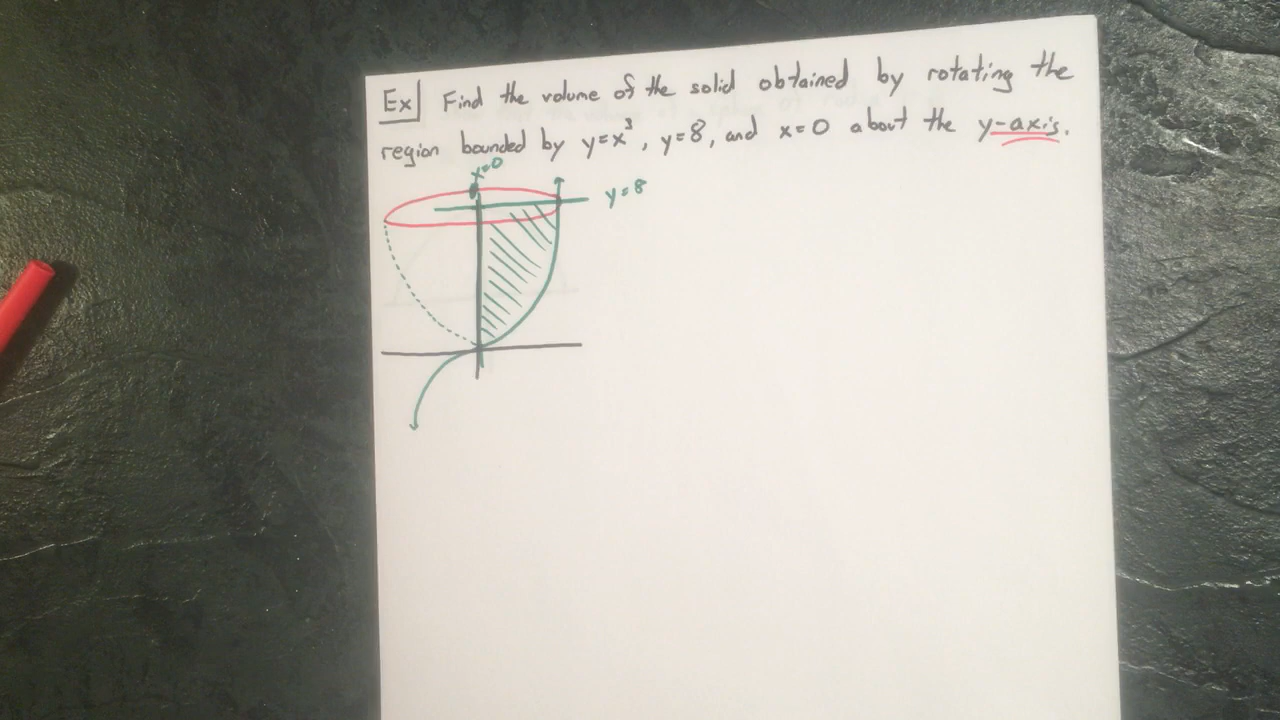 Ex Find the volume of the solid obtained by rotating the
region bounded by y=x³, y=8, and x=0 about the y-axis.
x=0
y=8